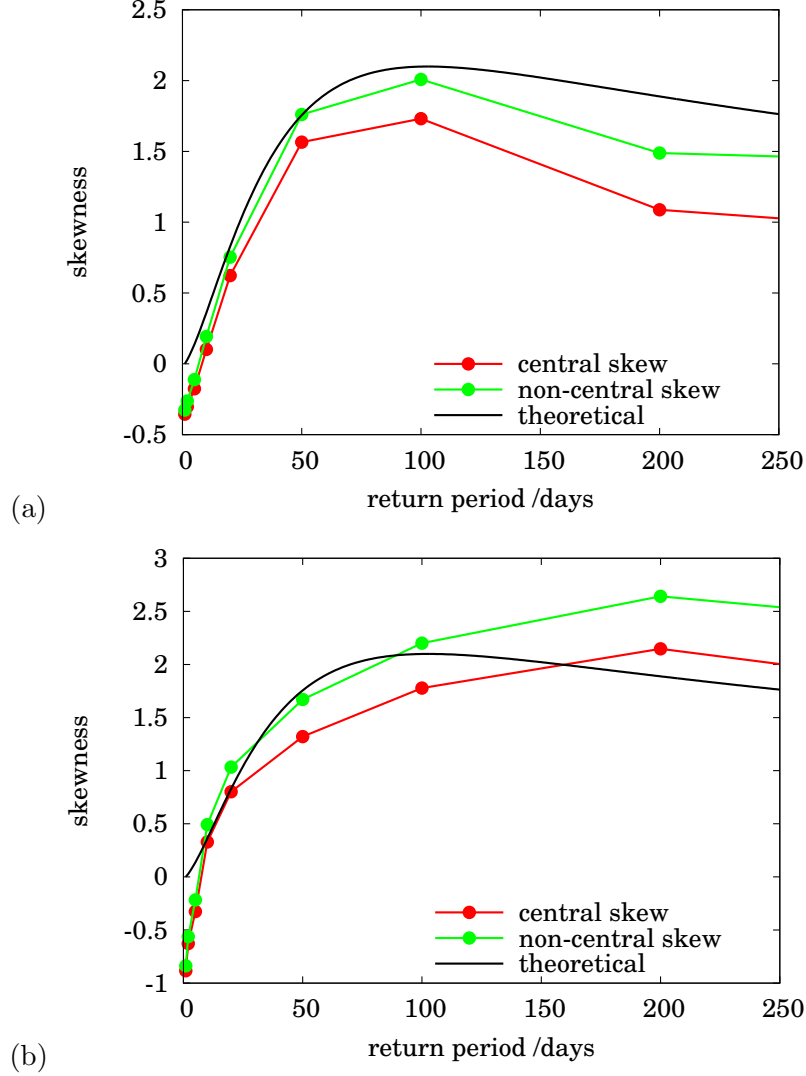 2.5
2
1.5
1
0.5
0
-0.5
skewness
central skew
non-central skew
theoretical
0 50 100 150 200 250
return period /days
(a)
3
2.5
2
1.5
1
0.5
0
-0.5
-1
skewness
central skew
non-central skew
theoretical
0 50 100 150 200 250
return period /days
(b)